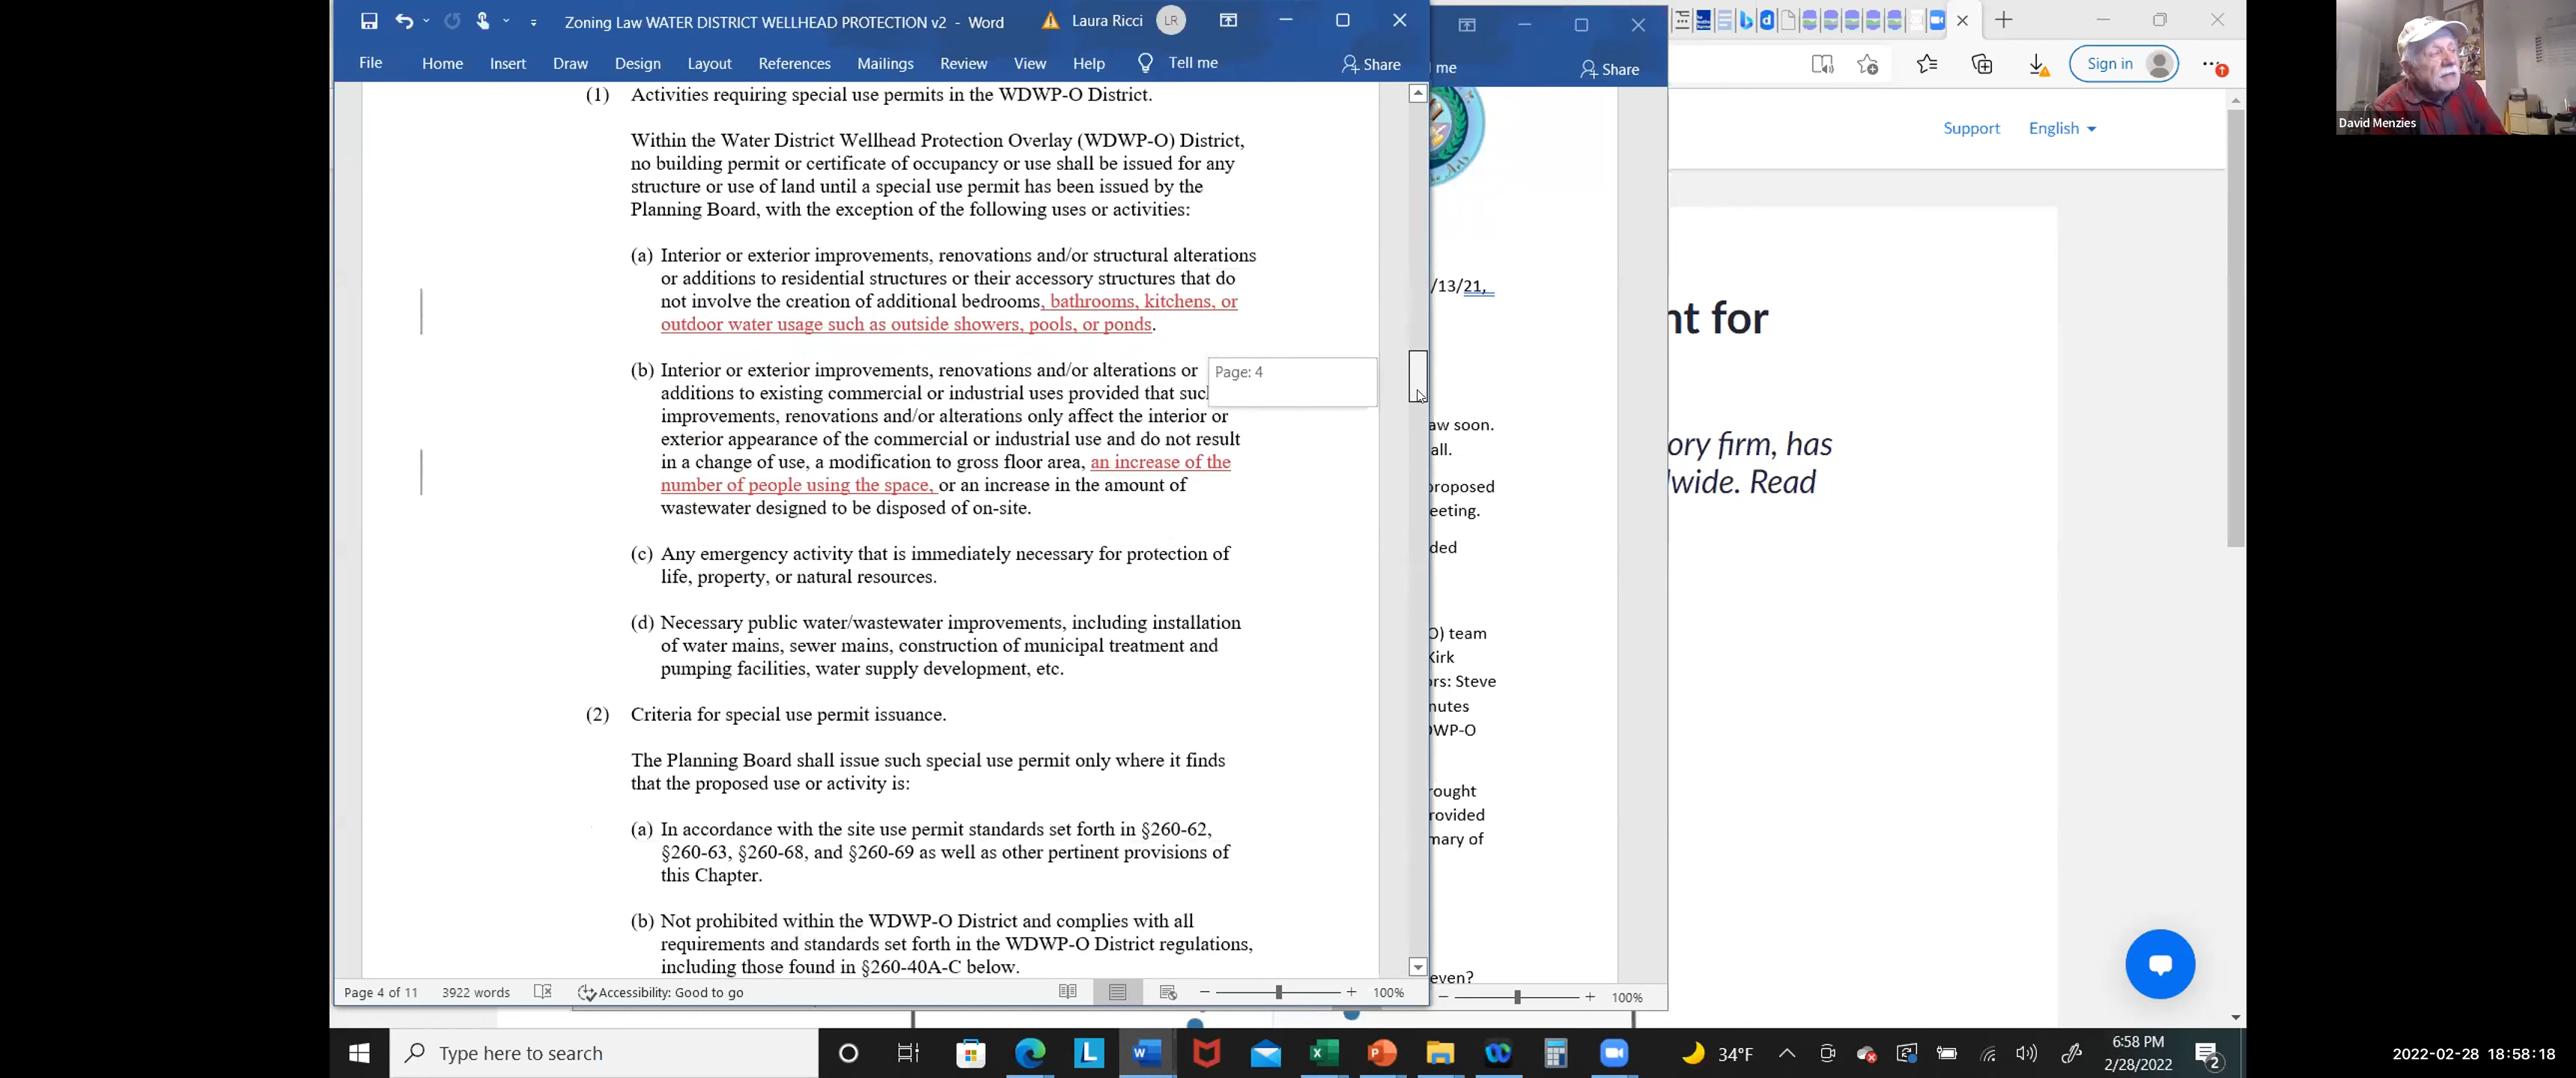 Zoning Law WATER DISTRICT WELLHEAD PROTECTION v2 - Word
Laura Ricci
LR
File Home Insert Draw Design Layout References Mailings Review View Help Tell me Share
(1) Activities requiring special use permits in the WDWP-O District.
Within the Water District Wellhead Protection Overlay (WDWP-O) District,
no building permit or certificate of occupancy or use shall be issued for any
structure or use of land until a special use permit has been issued by the
Planning Board, with the exception of the following uses or activities:
(a) Interior or exterior improvements, renovations and/or structural alterations
or additions to residential structures or their accessory structures that do
not involve the creation of additional bedrooms, bathrooms, kitchens, or
outdoor water usage such as outside showers, pools, or ponds.
(b) Interior or exterior improvements, renovations and/or alterations or
additions to existing commercial or industrial uses provided that suc
improvements, renovations and/or alterations only affect the interior or
exterior appearance of the commercial or industrial use and do not result
in a change of use, a modification to gross floor area, an increase of the
number of people using the space, or an increase in the amount of
wastewater designed to be disposed of on-site.
Page: 4
(c) Any emergency activity that is immediately necessary for protection of
life, property, or natural resources.
(d) Necessary public water/wastewater improvements, including installation
of water mains, sewer mains, construction of municipal treatment and
pumping facilities, water supply development, etc.
(2) Criteria for special use permit issuance.
The Planning Board shall issue such special use permit only where it finds
that the proposed use or activity is:
(a) In accordance with the site use permit standards set forth in §260-62,
§260-63, §260-68, and §260-69 as well as other pertinent provisions of
this Chapter.
(b) Not prohibited within the WDWP-O District and complies with all
requirements and standards set forth in the WDWP-O District regulations,
including those found in §260-40A-C below.
Page 4 of 11 3922 words Accessibility: Good to go 100%
me Share
/13/21,
aw soon.
all.
proposed
eeting.
ded
O) team
Kirk
ors: Steve
nutes
OWP-O
rought
rovided
mary of
even?
100%
Sign in
Support English
nt for
ory firm, has
wide. Read
David Menzies
Type here to search
34°F
6:58 PM
2/28/2022
2
2022-02-28 18:58:18